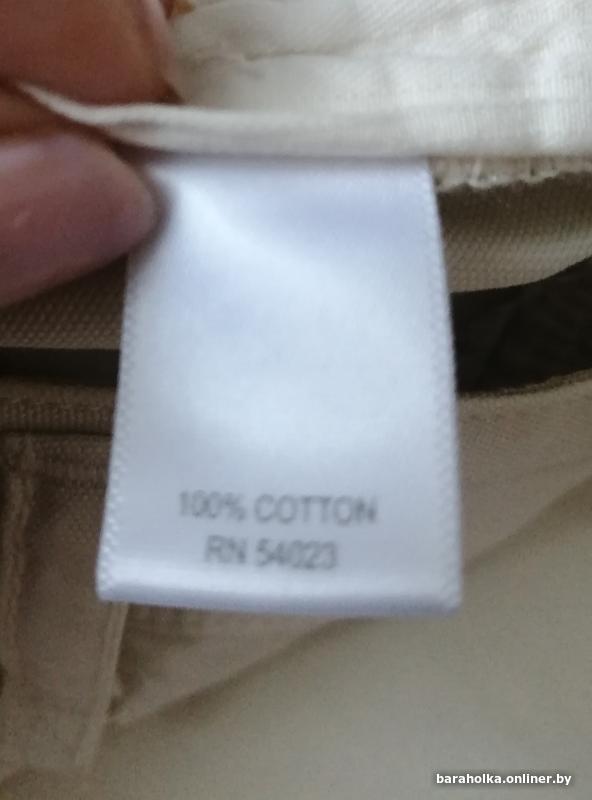 100% COTTON
RN 54023
baraholka.onliner.by